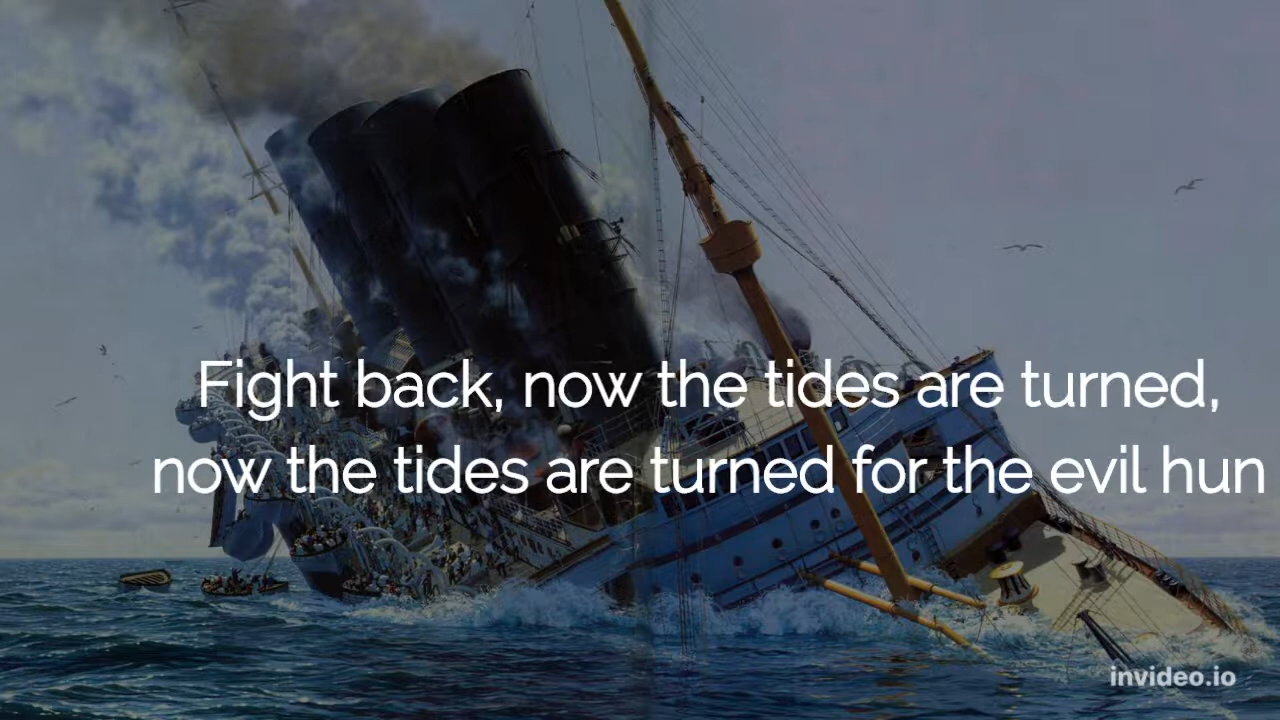 Fight back, now the tides are turned,
now the tides are turned for the evil hun
invideo.io